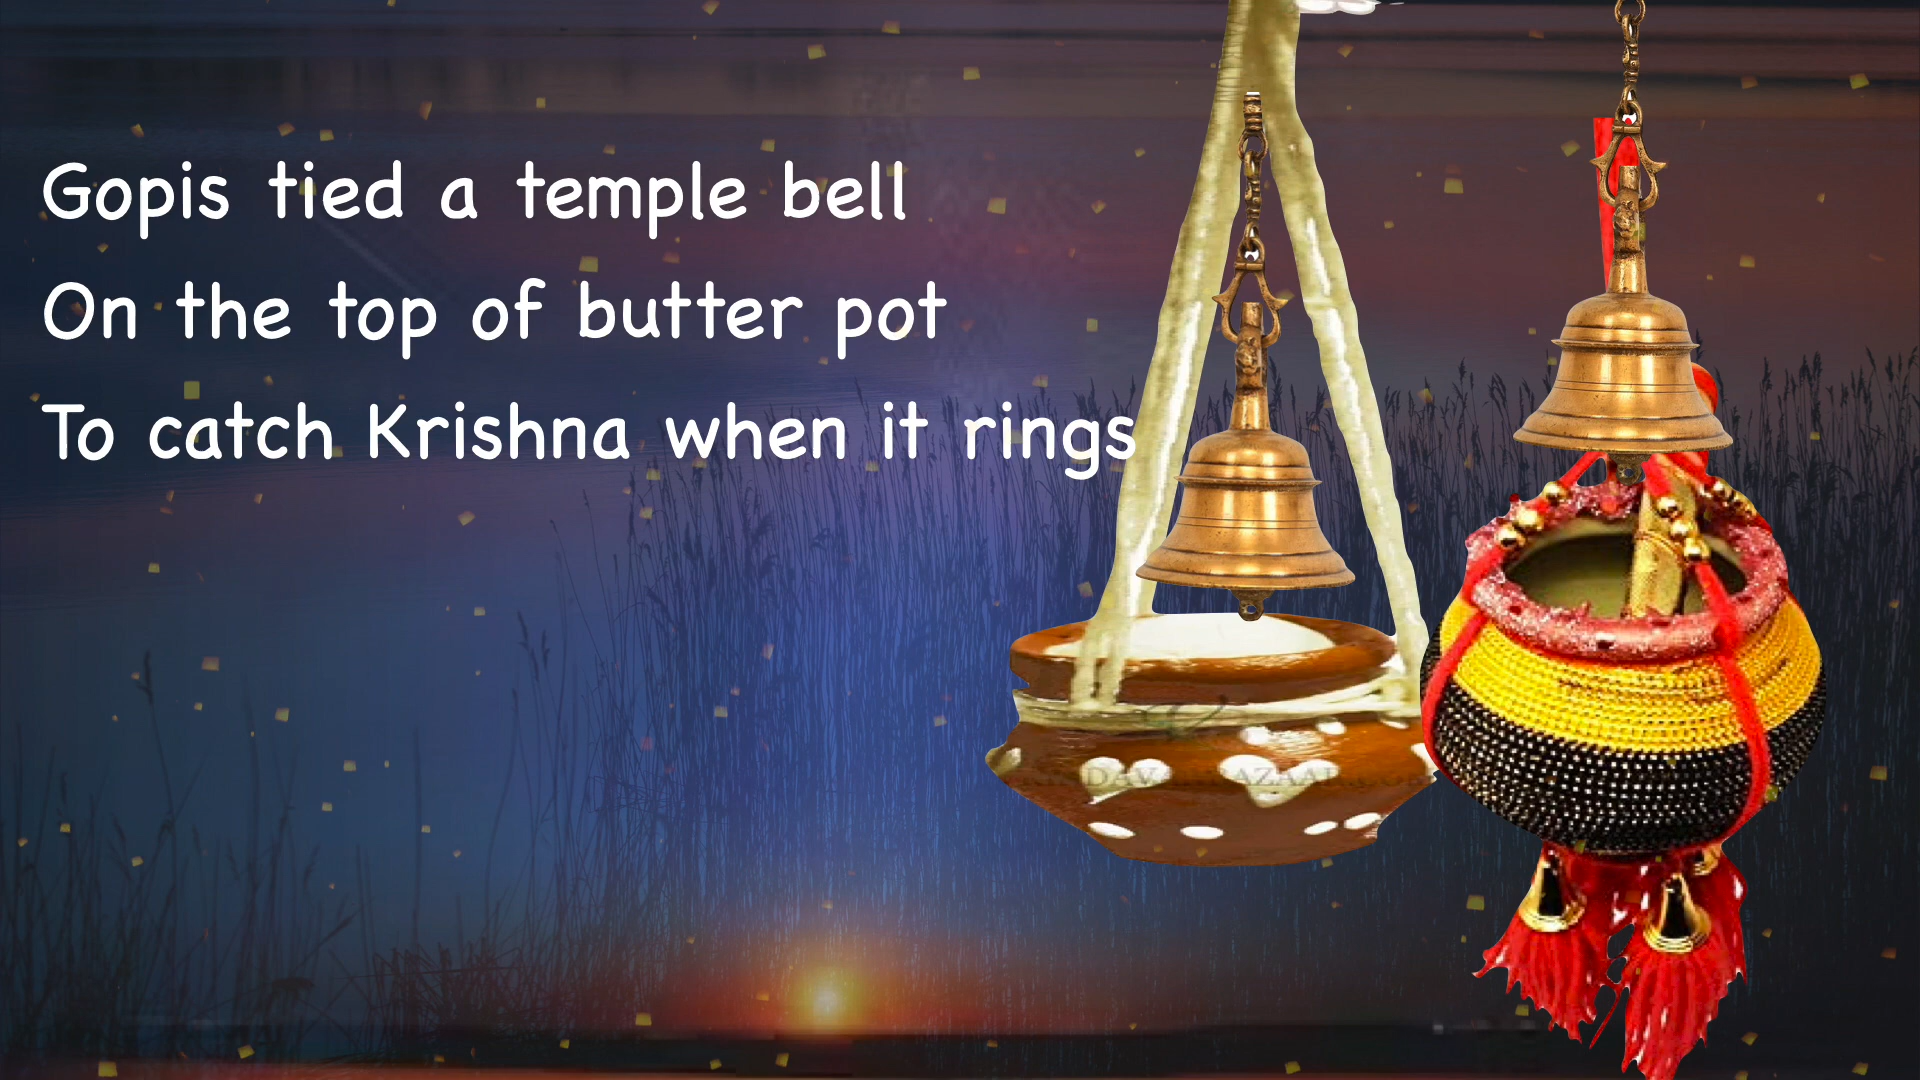 Gopis tied a temple bell
On the top of butter pot
To catch Krishna when it rings